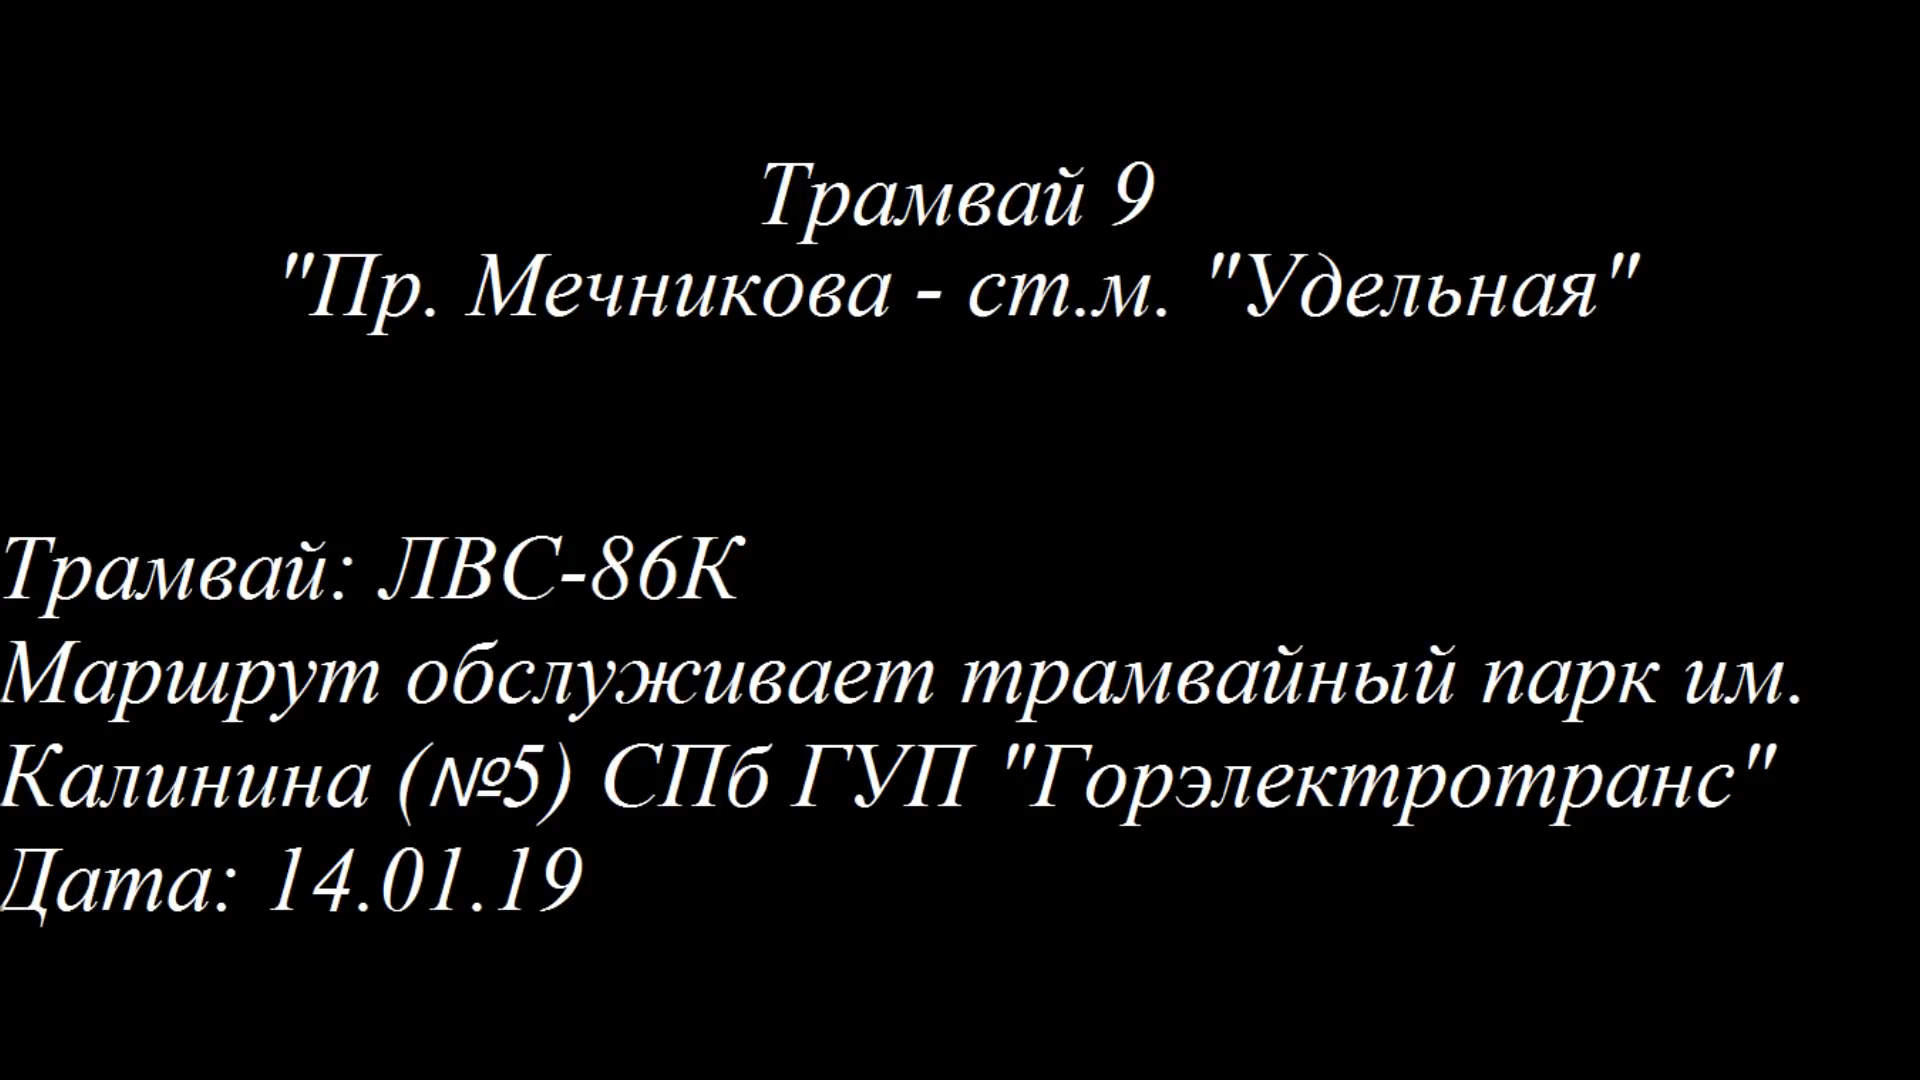 Трамвай 9
"Пр. Мечникова - ст.м. "Удельная"
Трамвай: ЛВС-86К
Маршрут обслуживает трамвайный парк им.
Калинина (№5) СПб ГУП "Горэлектротранс"
Дата: 14.01.19